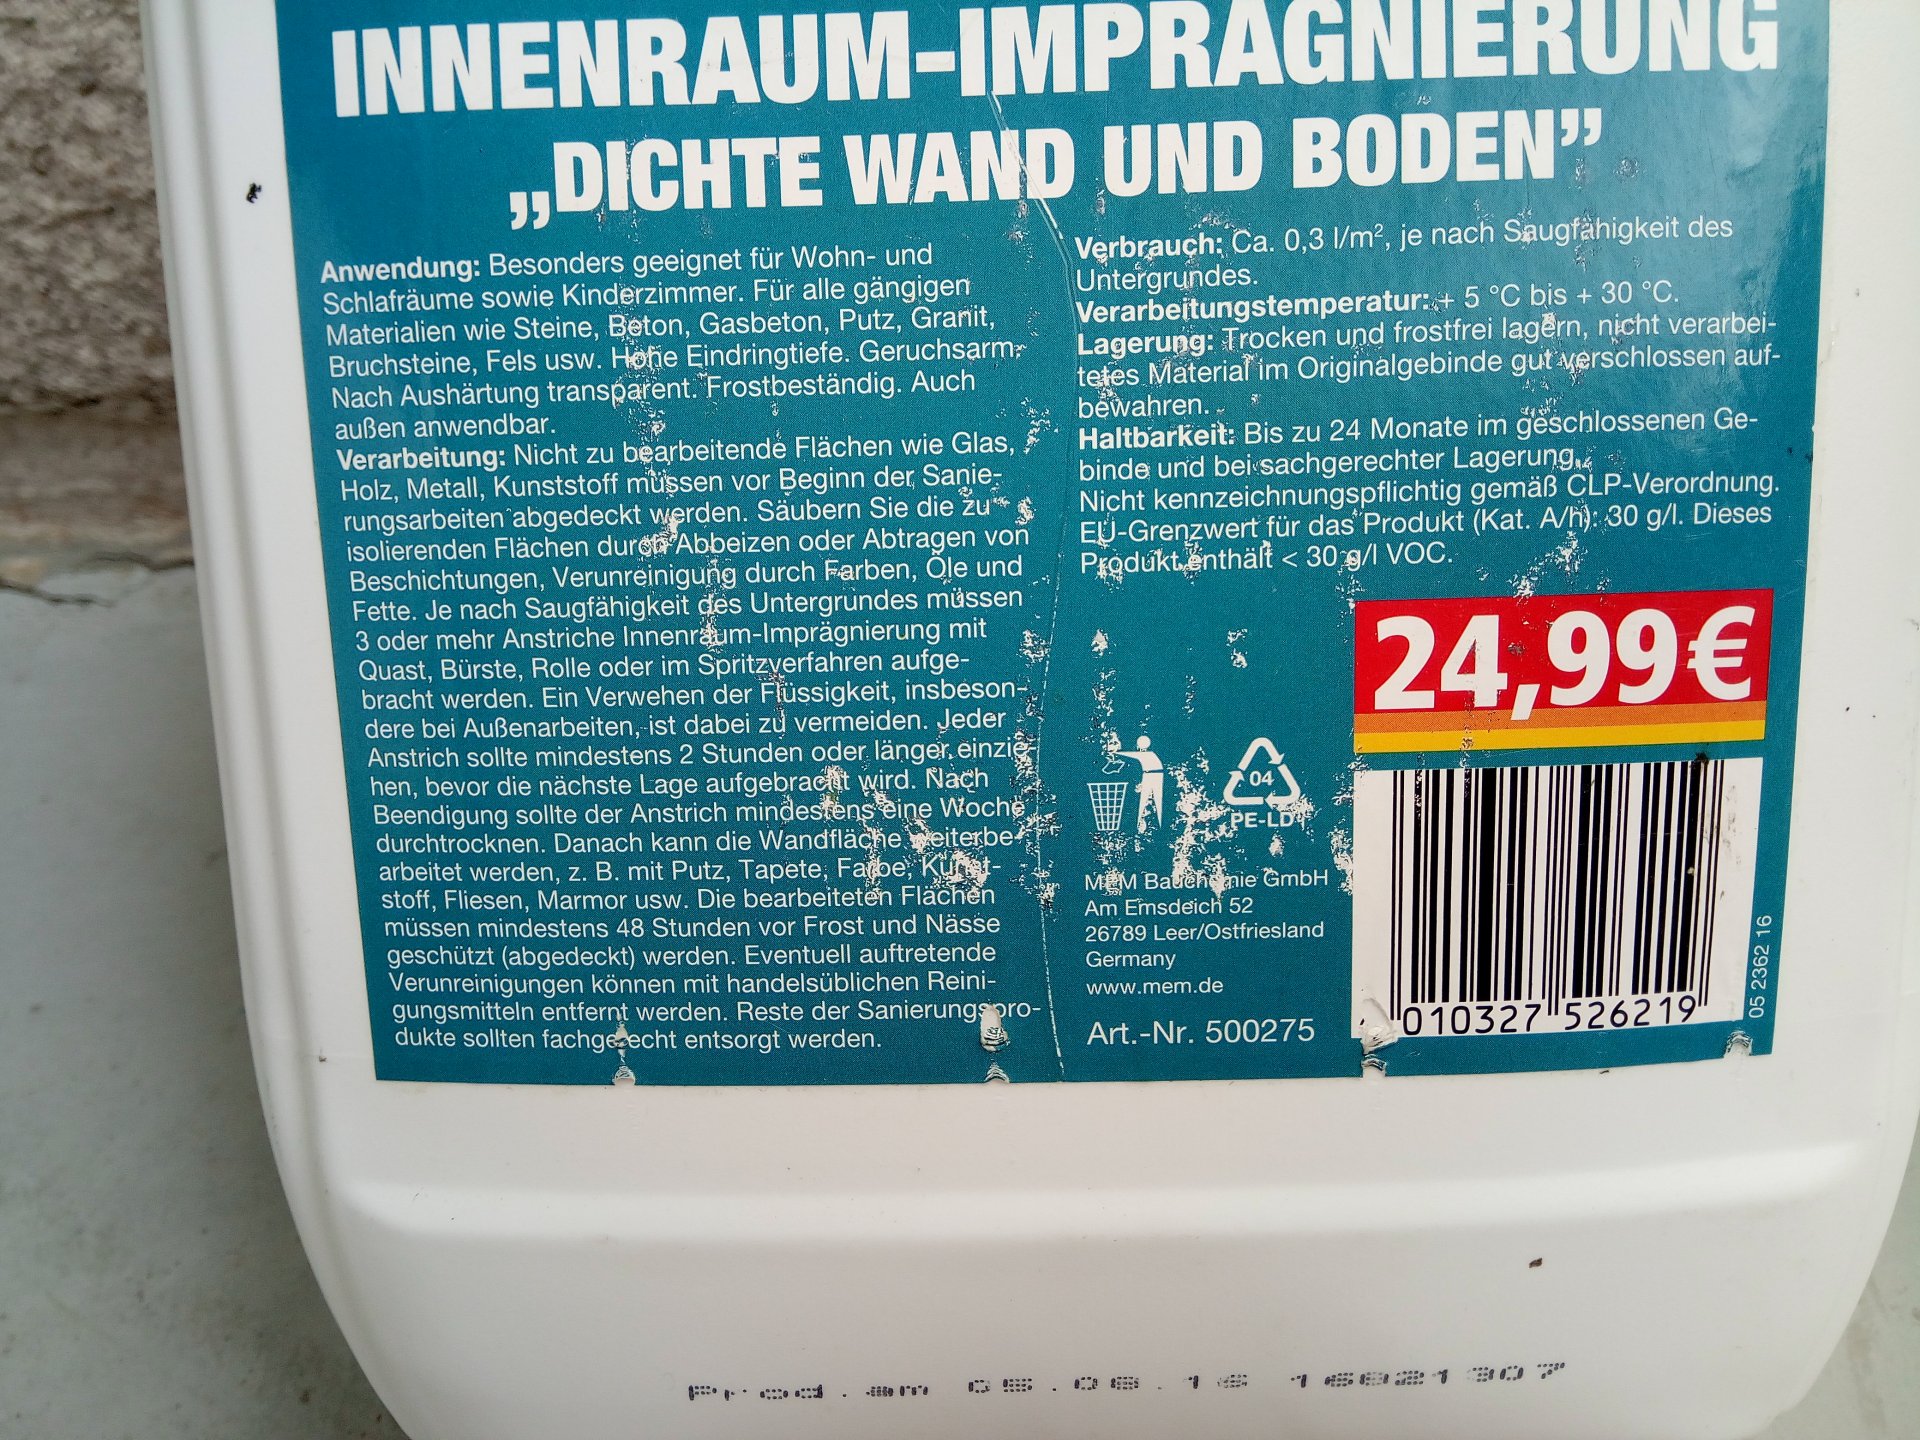 INNENRAUM-IMPRÄGNIERUNG
„DICHTE WAND UND BODEN”
Anwendung: Besonders geeignet für Wohn- und
Schlafräume sowie Kinderzimmer. Für alle gängigen
Materialien wie Steine, Beton, Gasbeton, Putz, Granit,
Bruchsteine, Fels usw. Hohe Eindringtiefe. Geruchsarm.
Nach Aushärtung transparent. Frostbeständig. Auch
außen anwendbar.
Verarbeitung: Nicht zu bearbeitende Flächen wie Glas,
Holz, Metall, Kunststoff müssen vor Beginn der Sanie-
rungsarbeiten abgedeckt werden. Säubern Sie die zu
isolierenden Flächen durch Abbeizen oder Abtragen von
Beschichtungen, Verunreinigung durch Farben, Öle und
Fette. Je nach Saugfähigkeit des Untergrundes müssen
3 oder mehr Anstriche Innenraum-Imprägnierung mit
Quast, Bürste, Rolle oder im Spritzverfahren aufge-
bracht werden. Ein Verwehen der Flüssigkeit, insbeson-
dere bei Außenarbeiten, ist dabei zu vermeiden. Jeder
Anstrich sollte mindestens 2 Stunden oder länger einzie-
hen, bevor die nächste Lage aufgebracht wird. Nach
Beendigung sollte der Anstrich mindestens eine Woche
durchtrocknen. Danach kann die Wandfläche weiterbe-
arbeitet werden, z. B. mit Putz, Tapete, Farbe, Kunst-
stoff, Fliesen, Marmor usw. Die bearbeiteten Flächen
müssen mindestens 48 Stunden vor Frost und Nässe
geschützt (abgedeckt) werden. Eventuell auftretende
Verunreinigungen können mit handelsüblichen Reini-
gungsmitteln entfernt werden. Reste der Sanierungspro-
dukte sollten fachgerecht entsorgt werden.
Verbrauch: Ca. 0,3 l/m², je nach Saugfähigkeit des
Untergrundes.
Verarbeitungstemperatur: + 5 °C bis + 30 °C.
Lagerung: Trocken und frostfrei lagern, nicht verarbei-
tetes Material im Originalgebinde gut verschlossen auf-
bewahren.
Haltbarkeit: Bis zu 24 Monate im geschlossenen Ge-
binde und bei sachgerechter Lagerung.
Nicht kennzeichnungspflichtig gemäß CLP-Verordnung.
EU-Grenzwert für das Produkt (Kat. A/h): 30 g/l. Dieses
Produkt enthält < 30 g/l VOC.
24,99€
04
PE-LD
MEM Bauchemie GmbH
Am Emsdeich 52
26789 Leer/Ostfriesland
Germany
www.mem.de
Art.-Nr. 500275
010327 526219
05 2362 16
Prod.am 05.08.16 16821307